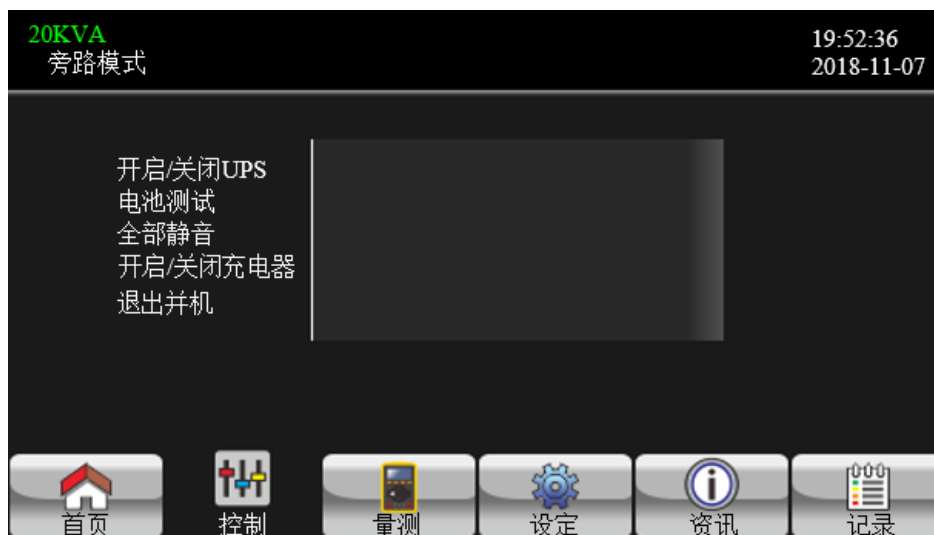 20KVA
旁路模式
19:52:36
2018-11-07
开启/关闭UPS
电池测试
全部静音
开启/关闭充电器
退出并机
首页
控制
量测
设定
资讯
记录